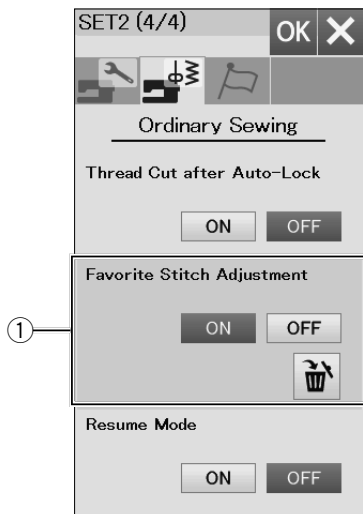 SET2 (4/4)
OK
Ordinary Sewing
Thread Cut after Auto-Lock
ON OFF
Favorite Stitch Adjustment
① ON OFF
Resume Mode
ON OFF